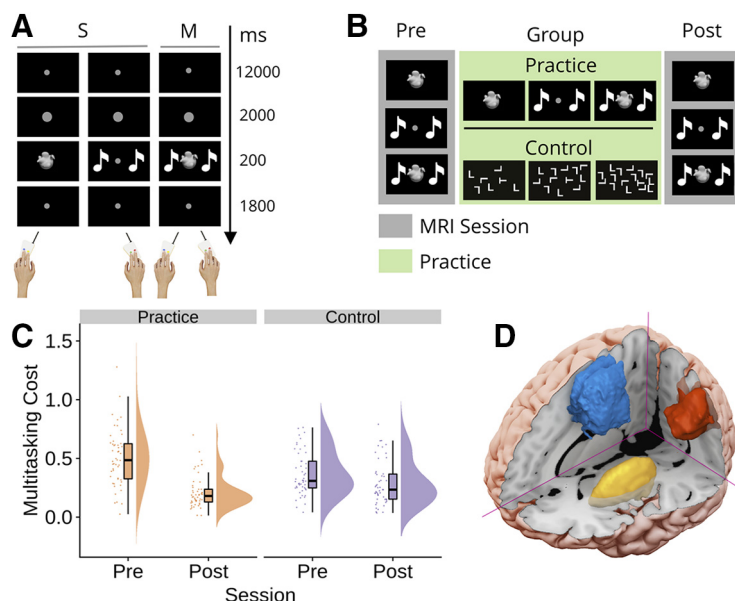 A
S
M
ms
12000
2000
200
1800
B
Pre
Group
Post
Practice
Control
MRI Session
Practice
C
Practice
Control
Multitasking Cost
1.5
1.0
0.5
0.0
Pre
Post
Pre
Post
Session
D